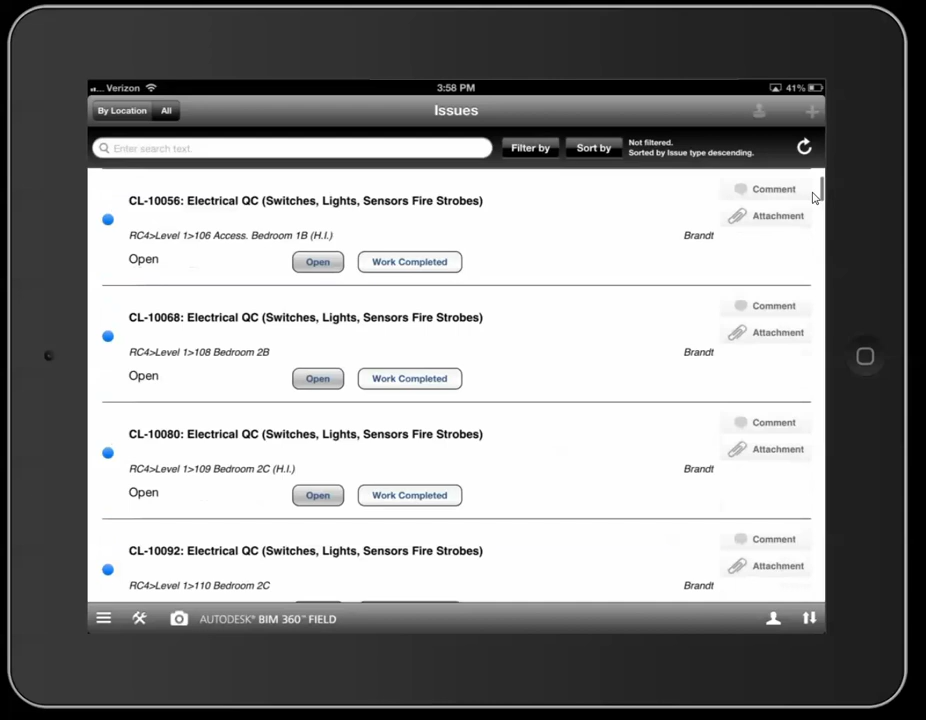 Verizon
3:58 PM
41%
By Location
All
Issues
Enter search text.
Filter by
Sort by
Not filtered.
Sorted by Issue type descending.
Comment
CL-10056: Electrical QC (Switches, Lights, Sensors Fire Strobes)
Attachment
RC4>Level 1>106 Access. Bedroom 1B (H.I.)
Brandt
Open
Open
Work Completed
Comment
CL-10068: Electrical QC (Switches, Lights, Sensors Fire Strobes)
Attachment
RC4>Level 1>108 Bedroom 2B
Brandt
Open
Open
Work Completed
Comment
CL-10080: Electrical QC (Switches, Lights, Sensors Fire Strobes)
Attachment
RC4>Level 1>109 Bedroom 2C (H.I.)
Brandt
Open
Open
Work Completed
Comment
CL-10092: Electrical QC (Switches, Lights, Sensors Fire Strobes)
Attachment
RC4>Level 1>110 Bedroom 2C
Brandt
AUTODESK® BIM 360™ FIELD